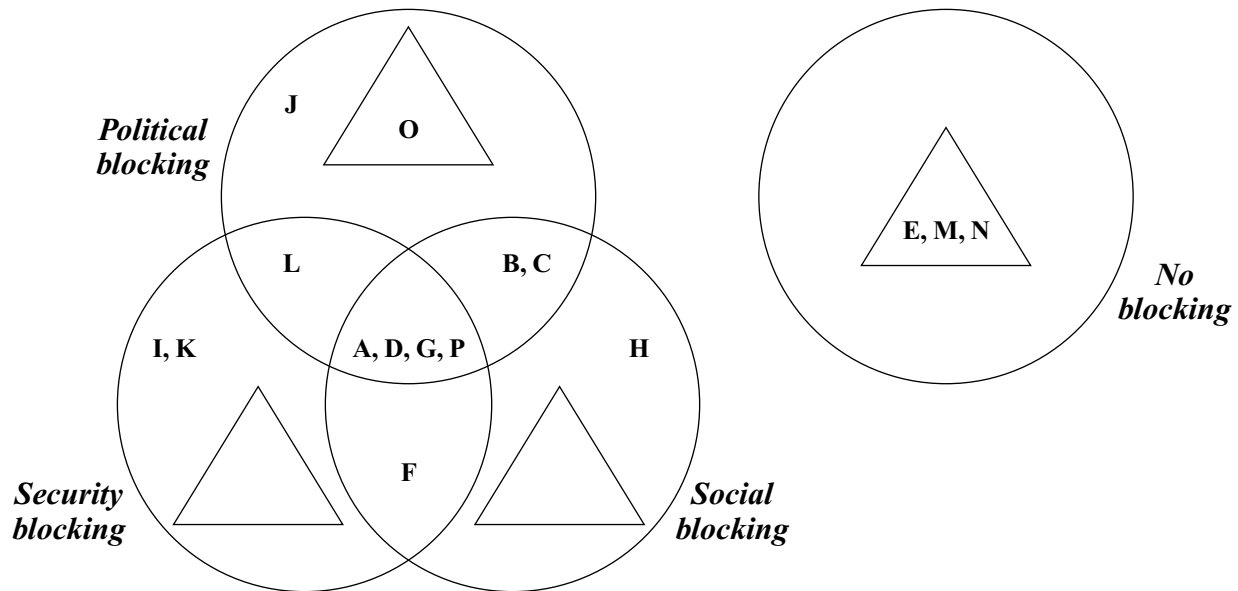 J
O
Political
blocking
E, M, N
No
blocking
L
B, C
I, K
A, D, G, P
H
F
Security
blocking
Social
blocking